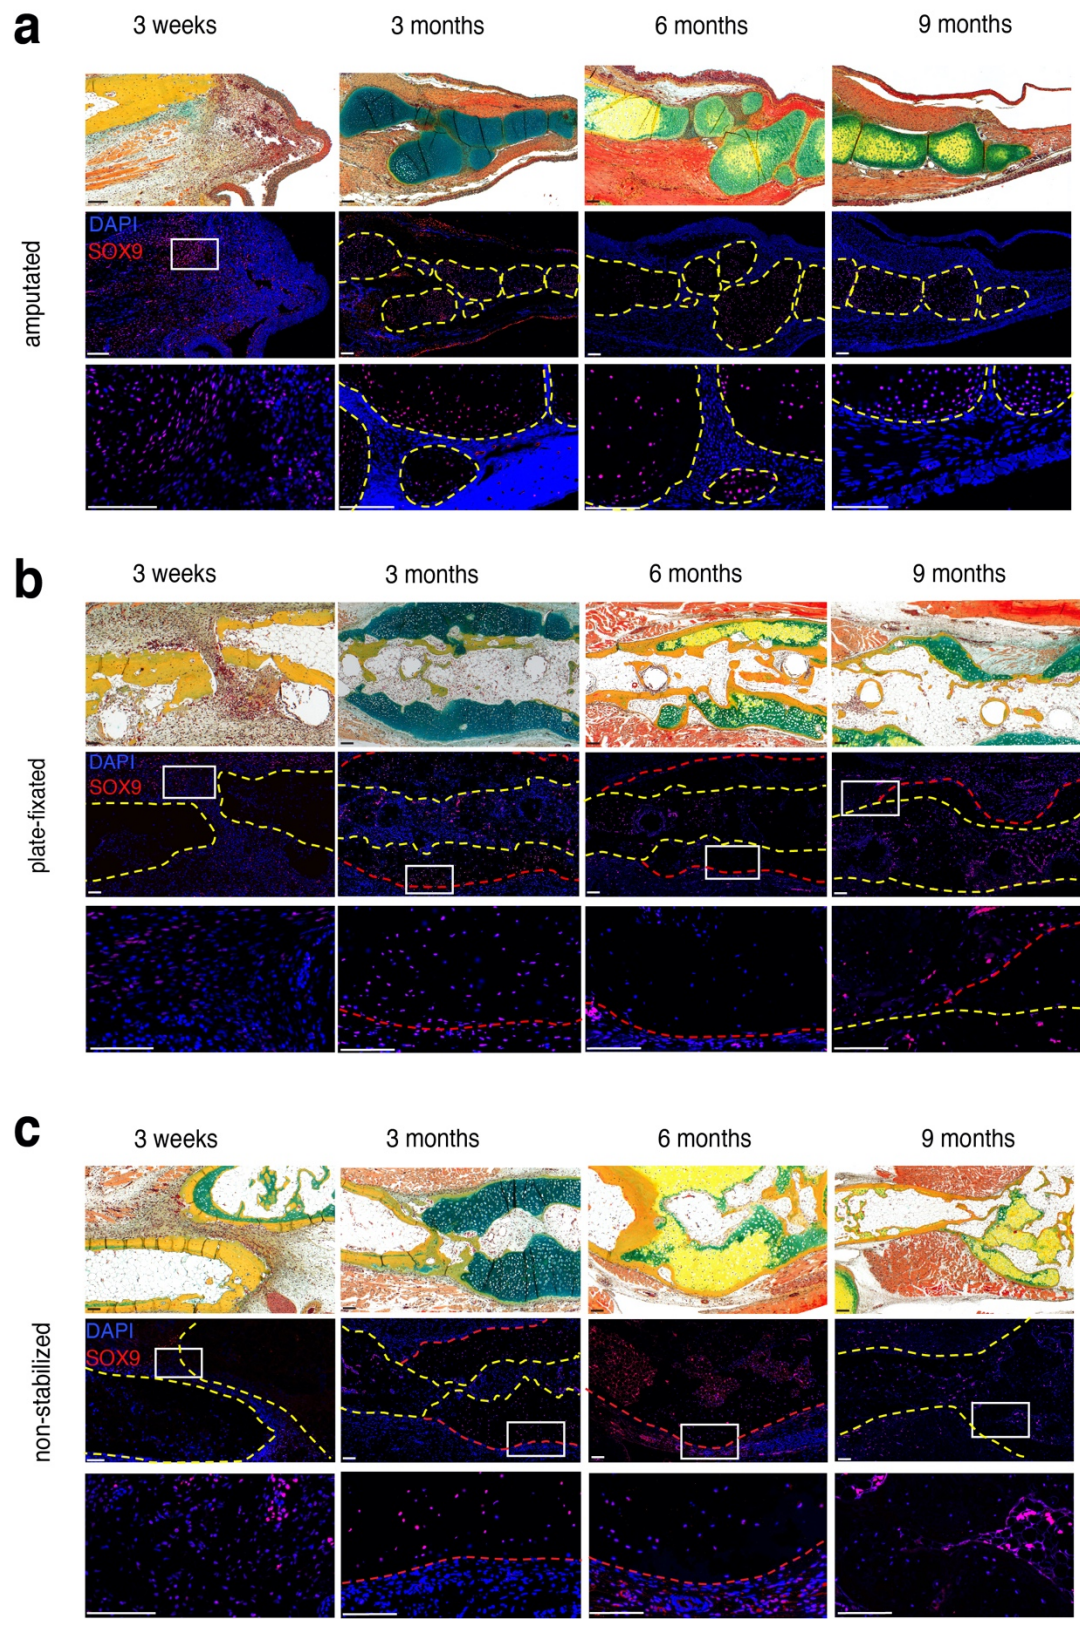 a
3 weeks 3 months 6 months 9 months
amputated
DAPI
SOX9
b
3 weeks 3 months 6 months 9 months
plate-fixated
DAPI
SOX9
c
3 weeks 3 months 6 months 9 months
non-stabilized
DAPI
SOX9